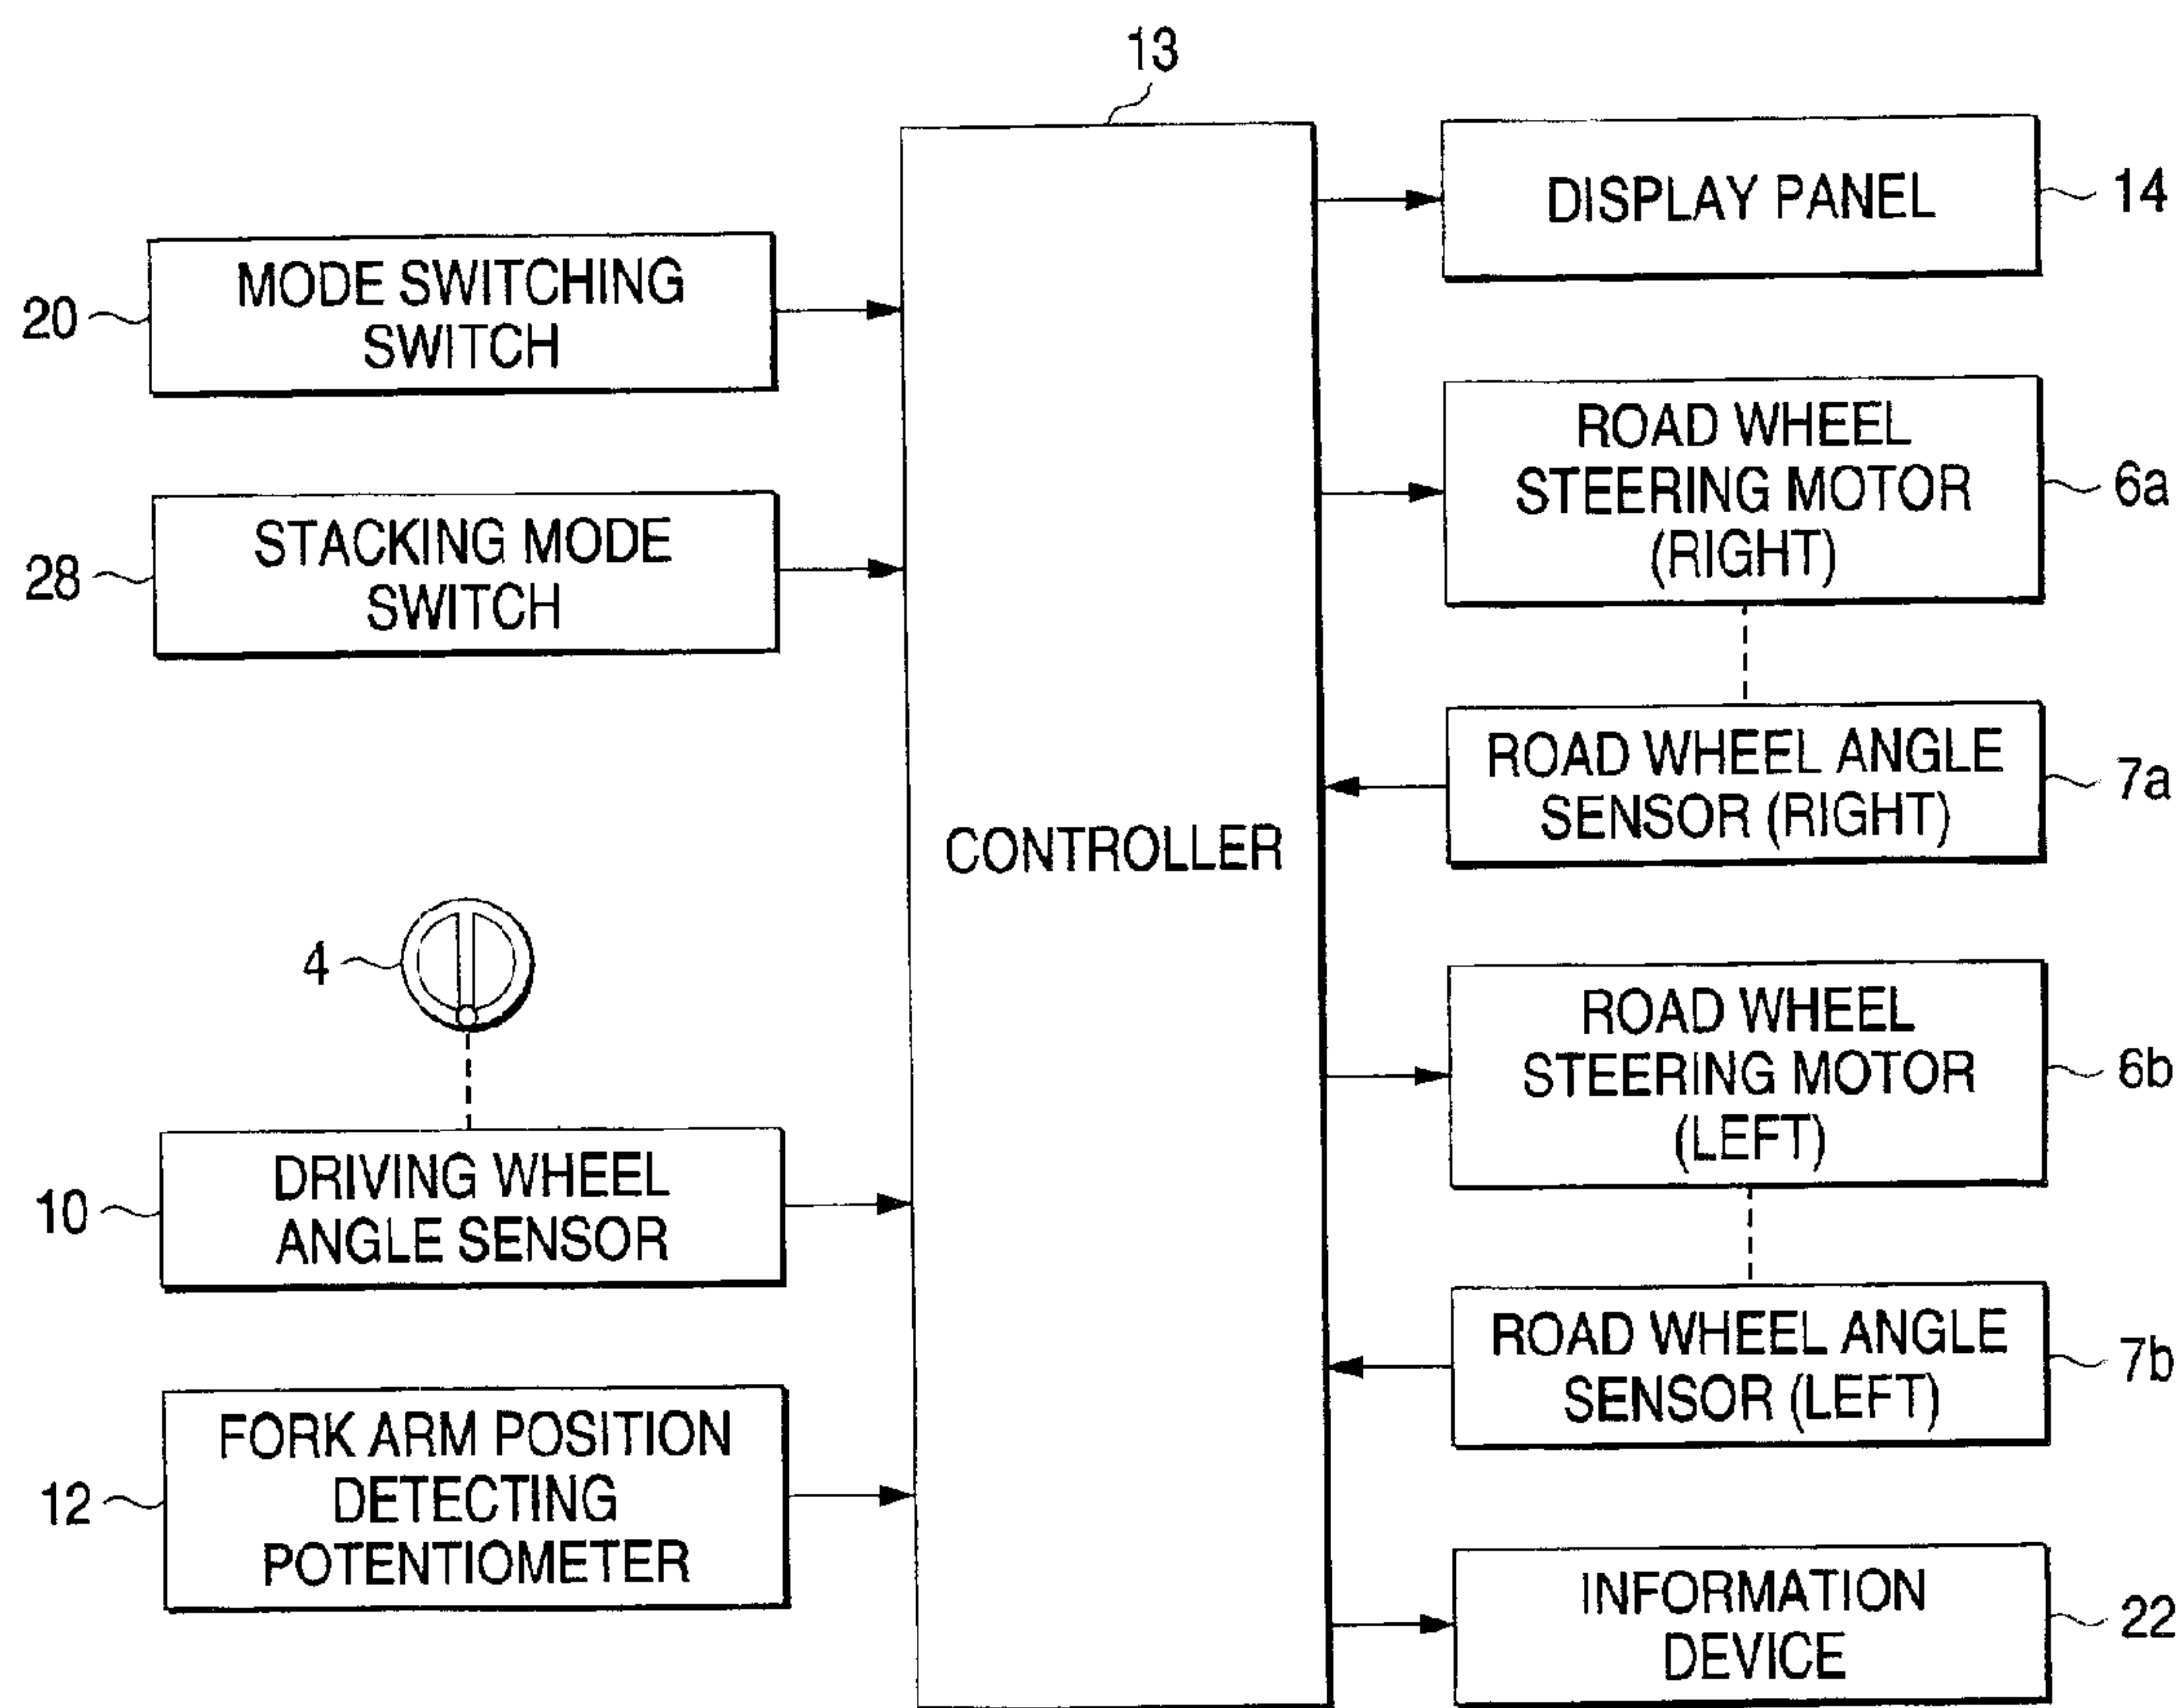 13
DISPLAY PANEL
14
MODE SWITCHING
SWITCH
20
ROAD WHEEL
STEERING MOTOR
(RIGHT)
6a
STACKING MODE
SWITCH
28
ROAD WHEEL ANGLE
SENSOR (RIGHT)
7a
CONTROLLER
4
ROAD WHEEL
STEERING MOTOR
(LEFT)
6b
DRIVING WHEEL
ANGLE SENSOR
10
ROAD WHEEL ANGLE
SENSOR (LEFT)
7b
FORK ARM POSITION
DETECTING
POTENTIOMETER
12
INFORMATION
DEVICE
22